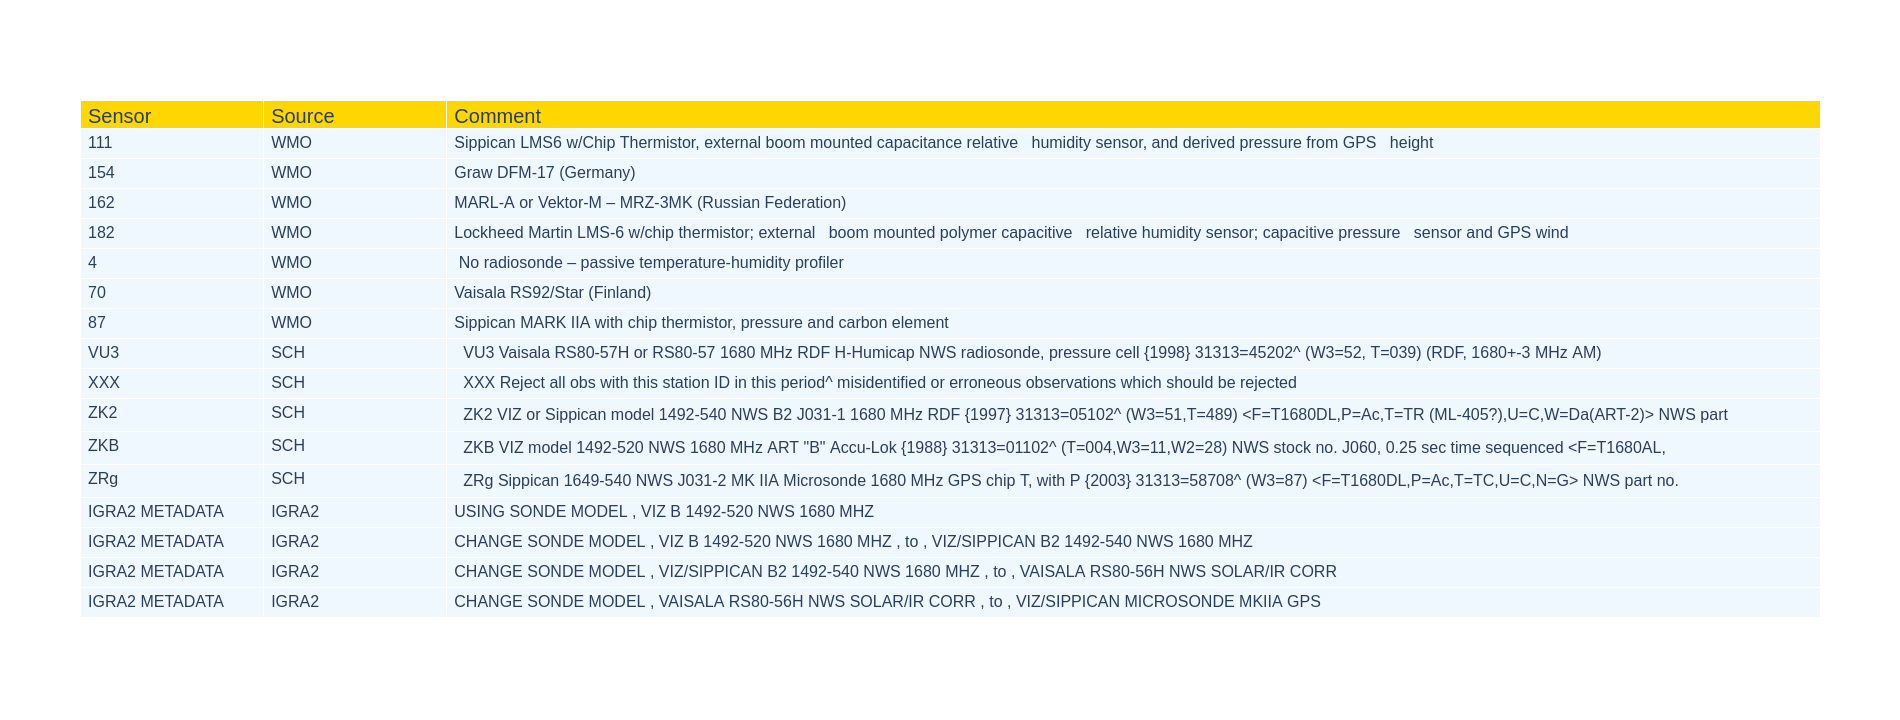 Sensor Source Comment
111 WMO Sippican LMS6 w/Chip Thermistor, external boom mounted capacitance relative humidity sensor, and derived pressure from GPS height
154 WMO Graw DFM-17 (Germany)
162 WMO MARL-A or Vektor-M – MRZ-3MK (Russian Federation)
182 WMO Lockheed Martin LMS-6 w/chip thermistor; external boom mounted polymer capacitive relative humidity sensor; capacitive pressure sensor and GPS wind
4 WMO No radiosonde – passive temperature-humidity profiler
70 WMO Vaisala RS92/Star (Finland)
87 WMO Sippican MARK IIA with chip thermistor, pressure and carbon element
VU3 SCH VU3 Vaisala RS80-57H or RS80-57 1680 MHz RDF H-Humicap NWS radiosonde, pressure cell {1998} 31313=45202^ (W3=52, T=039) (RDF, 1680+-3 MHz AM)
XXX SCH XXX Reject all obs with this station ID in this period^ misidentified or erroneous observations which should be rejected
ZK2 SCH ZK2 VIZ or Sippican model 1492-540 NWS B2 J031-1 1680 MHz RDF {1997} 31313=05102^ (W3=51,T=489) <F=T1680DL,P=Ac,T=TR (ML-405?),U=C,W=Da(ART-2)> NWS part
ZKB SCH ZKB VIZ model 1492-520 NWS 1680 MHz ART "B" Accu-Lok {1988} 31313=01102^ (T=004,W3=11,W2=28) NWS stock no. J060, 0.25 sec time sequenced <F=T1680AL,
ZRg SCH ZRg Sippican 1649-540 NWS J031-2 MK IIA Microsonde 1680 MHz GPS chip T, with P {2003} 31313=58708^ (W3=87) <F=T1680DL,P=Ac,T=TC,U=C,N=G> NWS part no.
IGRA2 METADATA IGRA2 USING SONDE MODEL , VIZ B 1492-520 NWS 1680 MHZ
IGRA2 METADATA IGRA2 CHANGE SONDE MODEL , VIZ B 1492-520 NWS 1680 MHZ , to , VIZ/SIPPICAN B2 1492-540 NWS 1680 MHZ
IGRA2 METADATA IGRA2 CHANGE SONDE MODEL , VIZ/SIPPICAN B2 1492-540 NWS 1680 MHZ , to , VAISALA RS80-56H NWS SOLAR/IR CORR
IGRA2 METADATA IGRA2 CHANGE SONDE MODEL , VAISALA RS80-56H NWS SOLAR/IR CORR , to , VIZ/SIPPICAN MICROSONDE MKIIA GPS